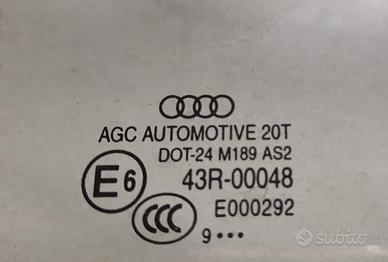 AGC AUTOMOTIVE 20T
DOT-24 M189 AS2
E6 43R-00048
CCC E000292
9•••
subito